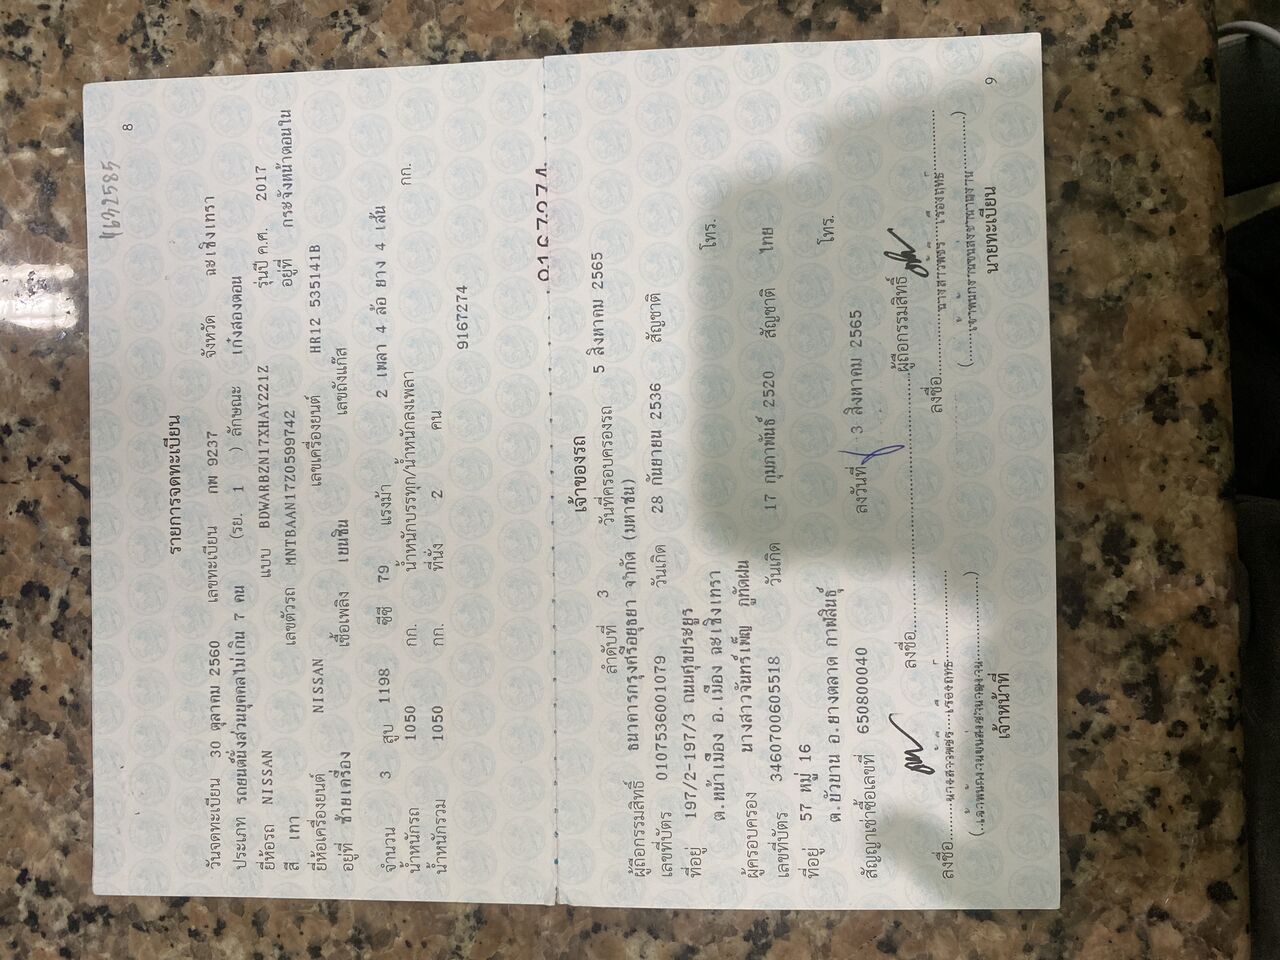 8
4632585
รายการจดทะเบียน
วันจดทะเบียน 30 ตุลาคม 2560 เลขทะเบียน กพ 9237 จังหวัด ฉะเชิงเทรา
ประเภท รถยนต์นั่งส่วนบุคคลไม่เกิน 7 คน (รย. 1 ) ลักษณะ เก๋งสองตอน
ยี่ห้อรถ NISSAN แบบ BDWARBZN17XHAY221Z รุ่นปี ค.ศ. 2017
สี เทา เลขตัวรถ MNTBAAN17Z0599742 อยู่ที่ กระจังหน้าตอนใน
ยี่ห้อเครื่องยนต์ NISSAN เลขเครื่องยนต์ HR12 535141B
อยู่ที่ ซ้ายเครื่อง เชื้อเพลิง เบนซิน เลขถังแก๊ส
จำนวน 3 สูบ 1198 ซีซี 79 แรงม้า 2 เพลา 4 ล้อ ยาง 4 เส้น
น้ำหนักรถ 1050 กก. น้ำหนักบรรทุก/น้ำหนักลงเพลา กก.
น้ำหนักรวม 1050 กก. ที่นั่ง 2 คน
9167274
เจ้าของรถ
ลำดับที่ 3 วันที่ครอบครองรถ 5 สิงหาคม 2565
ผู้ถือกรรมสิทธิ์ ธนาคารกรุงศรีอยุธยา จำกัด (มหาชน)
เลขที่บัตร 0107536001079 วันเกิด 28 กันยายน 2536 สัญชาติ
ที่อยู่ 197/2-197/3 ถนนศุขประยูร
ต.หน้าเมือง อ.เมือง ฉะเชิงเทรา โทร.
ผู้ครอบครอง นางสาวจันทร์เพ็ญ ภูทัดฝน
เลขที่บัตร 3460700605518 วันเกิด 17 กุมภาพันธ์ 2520 สัญชาติ ไทย
ที่อยู่ 57 หมู่ 16
ต.บัวบาน อ.ยางตลาด กาฬสินธุ์ โทร.
สัญญาเช่าซื้อเลขที่ 650800040 ลงวันที่ 3 สิงหาคม 2565
ลงชื่อ ผู้ถือกรรมสิทธิ์
ลงชื่อ ลงชื่อ
เจ้าหน้าที่ นายทะเบียน
9